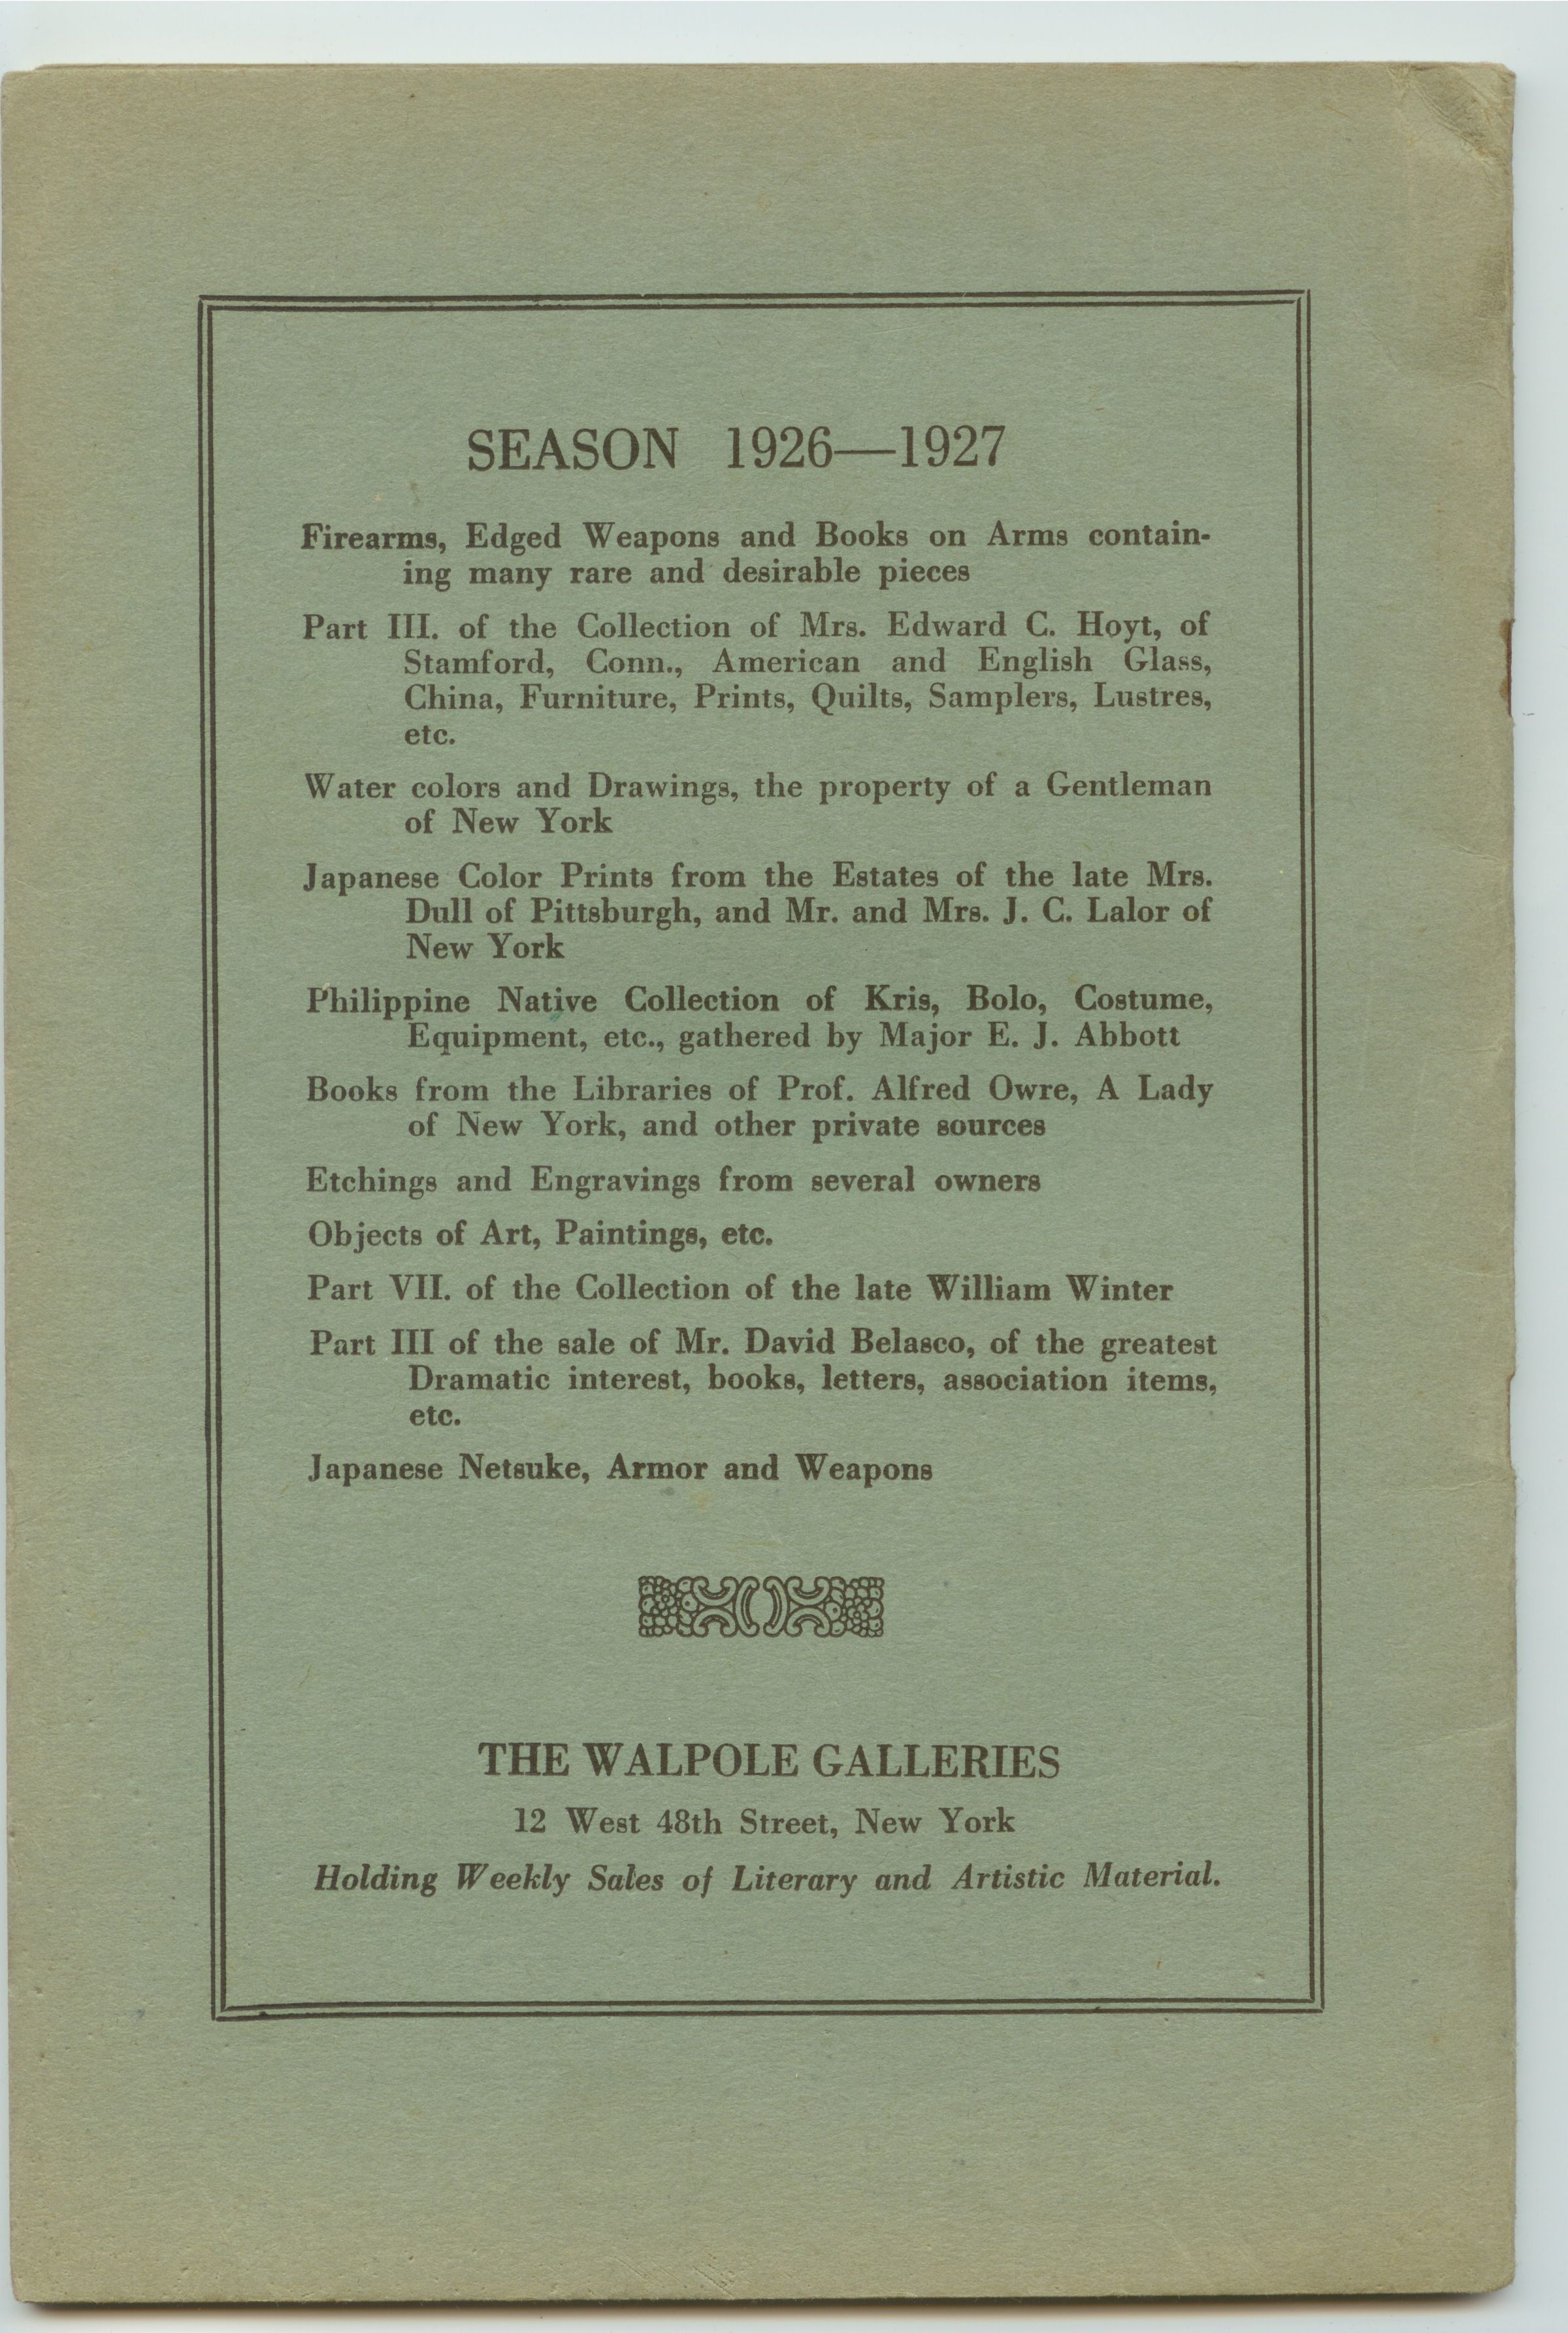 SEASON 1926—1927
Firearms, Edged Weapons and Books on Arms contain-
ing many rare and desirable pieces
Part III. of the Collection of Mrs. Edward C. Hoyt, of
Stamford, Conn., American and English Glass,
China, Furniture, Prints, Quilts, Samplers, Lustres,
etc.
Water colors and Drawings, the property of a Gentleman
of New York
Japanese Color Prints from the Estates of the late Mrs.
Dull of Pittsburgh, and Mr. and Mrs. J. C. Lalor of
New York
Philippine Native Collection of Kris, Bolo, Costume,
Equipment, etc., gathered by Major E. J. Abbott
Books from the Libraries of Prof. Alfred Owre, A Lady
of New York, and other private sources
Etchings and Engravings from several owners
Objects of Art, Paintings, etc.
Part VII. of the Collection of the late William Winter
Part III of the sale of Mr. David Belasco, of the greatest
Dramatic interest, books, letters, association items,
etc.
Japanese Netsuke, Armor and Weapons
THE WALPOLE GALLERIES
12 West 48th Street, New York
Holding Weekly Sales of Literary and Artistic Material.